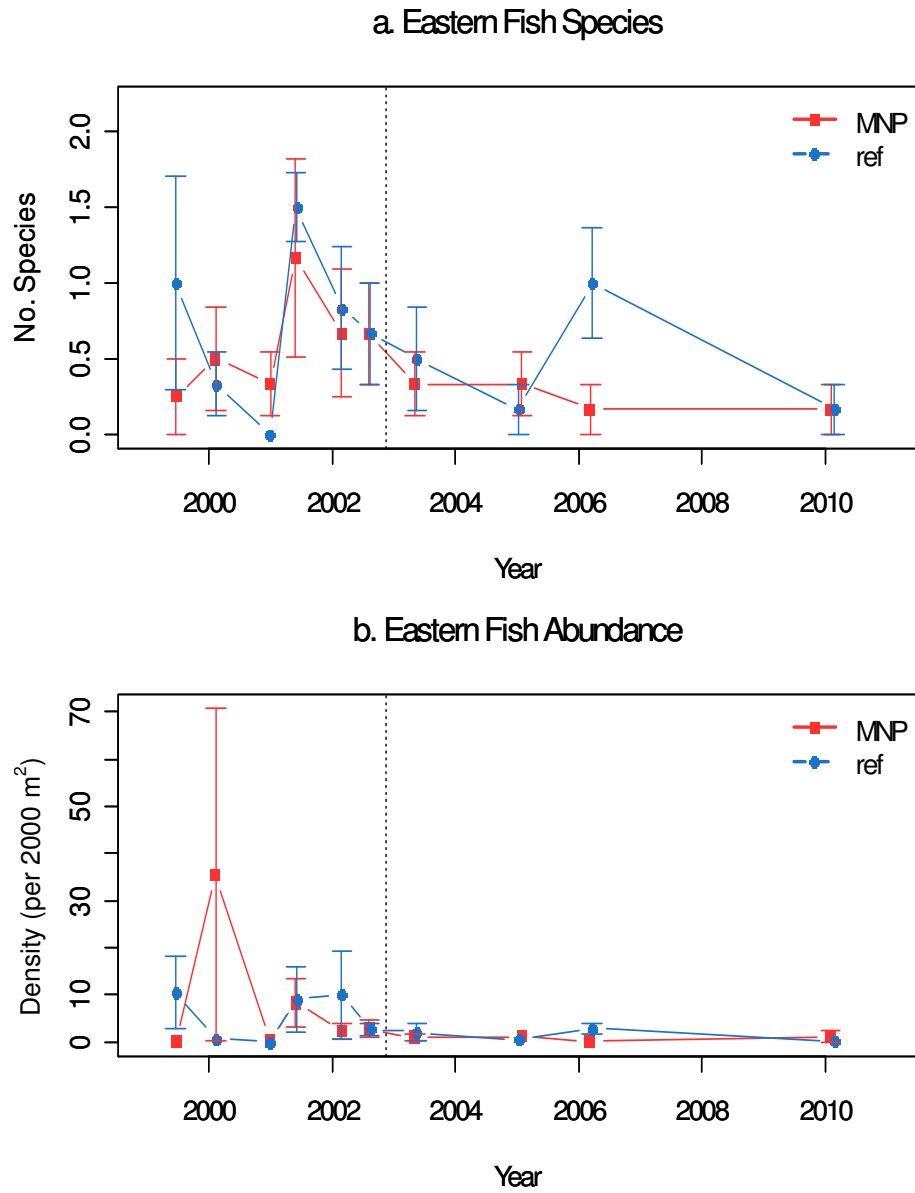 a. Eastern Fish Species
MNP
ref
No. Species
2.0
1.5
1.0
0.5
0.0
2000 2002 2004 2006 2008 2010
Year
b. Eastern Fish Abundance
MNP
ref
Density (per 2000 m²)
70
50
30
10
0
2000 2002 2004 2006 2008 2010
Year